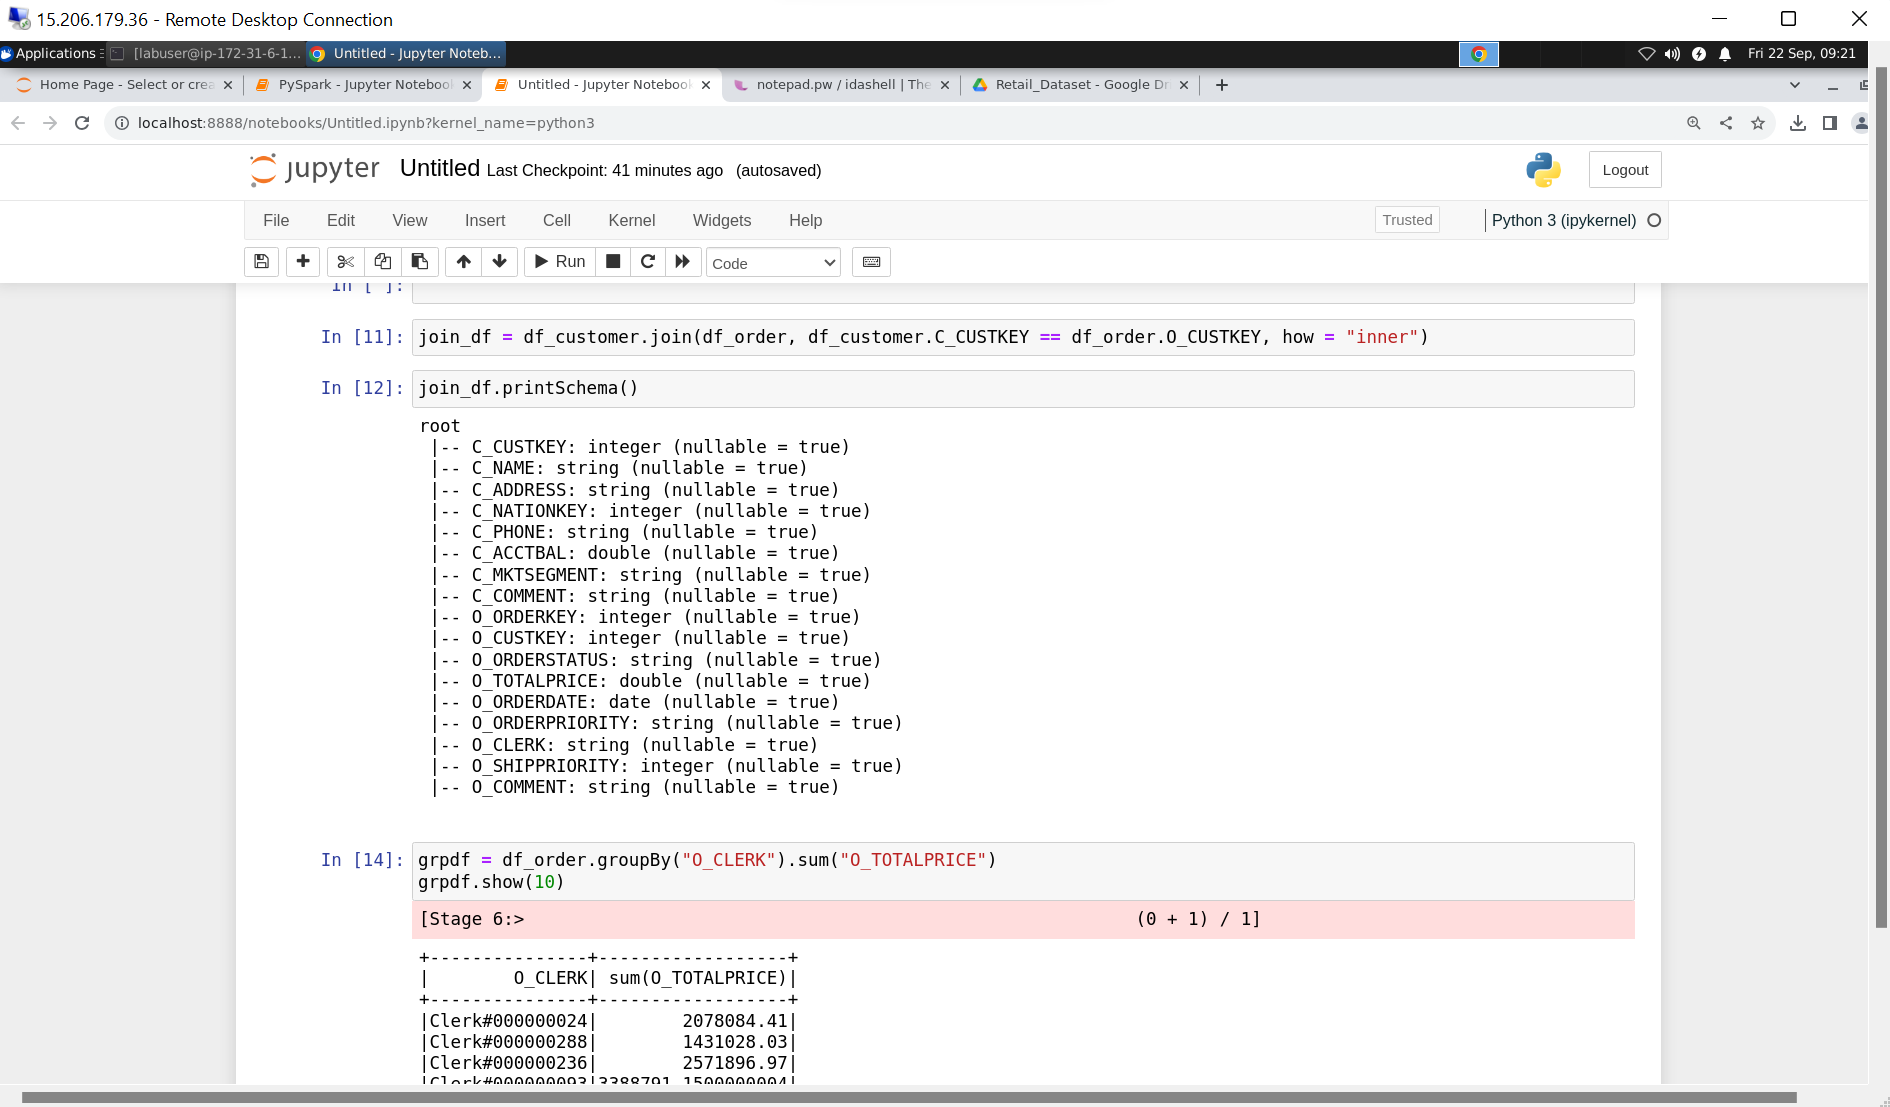 15.206.179.36 - Remote Desktop Connection
Applications [labuser@ip-172-31-6-1... Untitled - Jupyter Noteb... Fri 22 Sep, 09:21
Home Page - Select or crea PySpark - Jupyter Notebook Untitled - Jupyter Notebook notepad.pw / idashell | The Retail_Dataset - Google Dr
localhost:8888/notebooks/Untitled.ipynb?kernel_name=python3
jupyter Untitled Last Checkpoint: 41 minutes ago (autosaved) Logout
File Edit View Insert Cell Kernel Widgets Help Trusted Python 3 (ipykernel)
Run Code
In [ ]:
In [11]: join_df = df_customer.join(df_order, df_customer.C_CUSTKEY == df_order.O_CUSTKEY, how = "inner")
In [12]: join_df.printSchema()
root
|-- C_CUSTKEY: integer (nullable = true)
|-- C_NAME: string (nullable = true)
|-- C_ADDRESS: string (nullable = true)
|-- C_NATIONKEY: integer (nullable = true)
|-- C_PHONE: string (nullable = true)
|-- C_ACCTBAL: double (nullable = true)
|-- C_MKTSEGMENT: string (nullable = true)
|-- C_COMMENT: string (nullable = true)
|-- O_ORDERKEY: integer (nullable = true)
|-- O_CUSTKEY: integer (nullable = true)
|-- O_ORDERSTATUS: string (nullable = true)
|-- O_TOTALPRICE: double (nullable = true)
|-- O_ORDERDATE: date (nullable = true)
|-- O_ORDERPRIORITY: string (nullable = true)
|-- O_CLERK: string (nullable = true)
|-- O_SHIPPRIORITY: integer (nullable = true)
|-- O_COMMENT: string (nullable = true)
In [14]: grpdf = df_order.groupBy("O_CLERK").sum("O_TOTALPRICE")
grpdf.show(10)
[Stage 6:> (0 + 1) / 1]
+---------------+------------------+
| O_CLERK| sum(O_TOTALPRICE)|
+---------------+------------------+
|Clerk#000000024| 2078084.41|
|Clerk#000000288| 1431028.03|
|Clerk#000000236| 2571896.97|
|Clerk#000000093|3388791.1500000004|